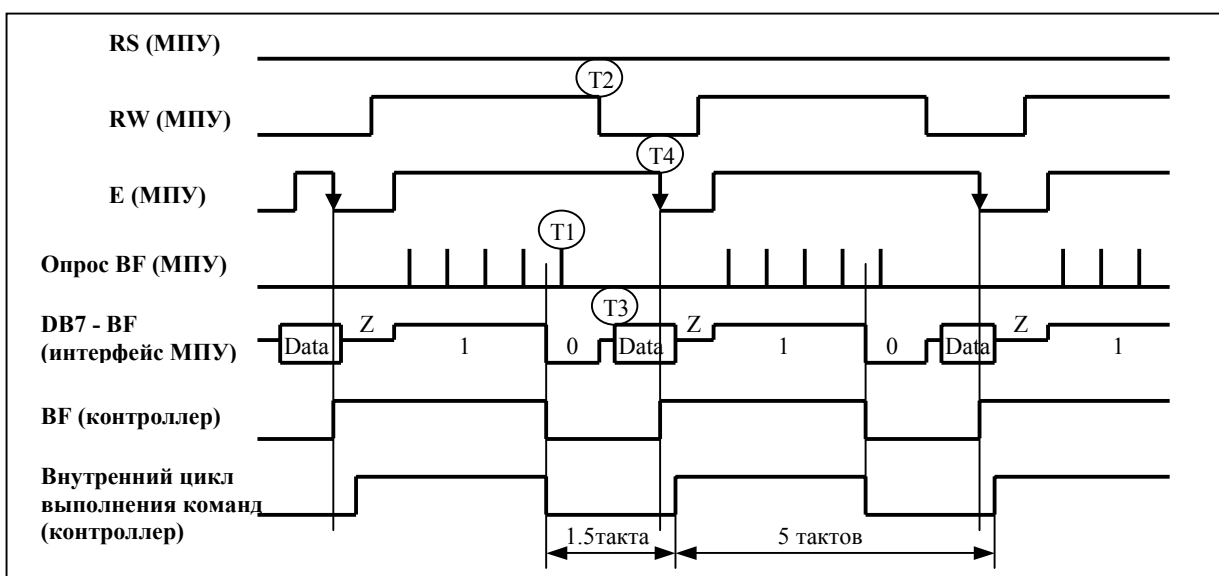 RS (МПУ)
T2
RW (МПУ)
T4
E (МПУ)
T1
Опрос BF (МПУ)
T3
DB7 - BF
(интерфейс МПУ)
Data Z 1 0 Data Z 1 0 Data Z 1
BF (контроллер)
Внутренний цикл
выполнения команд
(контроллер)
1.5такта 5 тактов